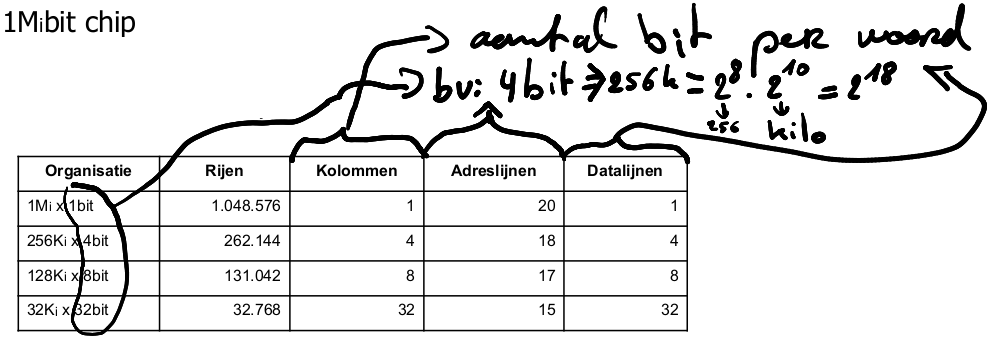 1Mibit chip
aantal bit per woord
bv: 4bit ⇒ 256k = 2^8 . 2^10 = 2^18
256 kilo
Organisatie Rijen Kolommen Adreslijnen Datalijnen
1Mi x 1bit 1.048.576 1 20 1
256Ki x 4bit 262.144 4 18 4
128Ki x 8bit 131.042 8 17 8
32Ki x 32bit 32.768 32 15 32